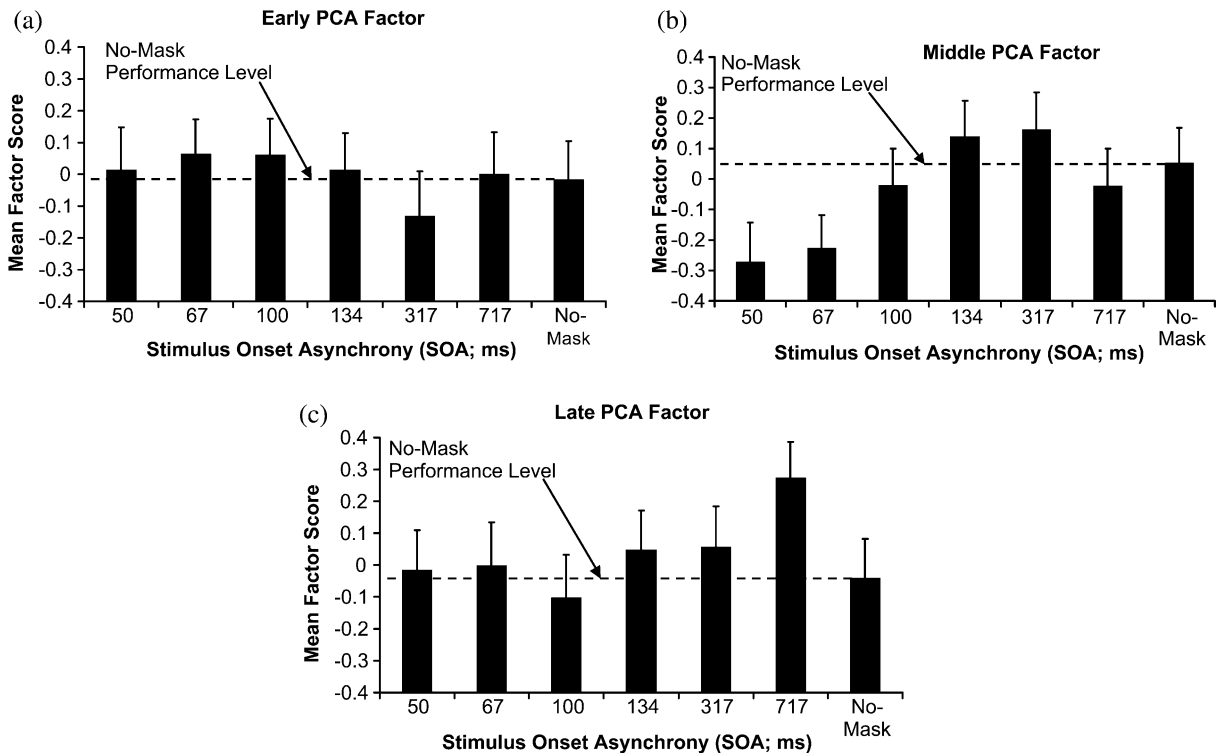 (a)
Early PCA Factor
No-Mask
Performance Level
Mean Factor Score
0.4
0.3
0.2
0.1
0
-0.1
-0.2
-0.3
-0.4
50 67 100 134 317 717 No-
Mask
Stimulus Onset Asynchrony (SOA; ms)
(b)
Middle PCA Factor
No-Mask
Performance Level
Mean Factor Score
0.4
0.3
0.2
0.1
0
-0.1
-0.2
-0.3
-0.4
50 67 100 134 317 717 No-
Mask
Stimulus Onset Asynchrony (SOA; ms)
(c)
Late PCA Factor
No-Mask
Performance Level
Mean Factor Score
0.4
0.3
0.2
0.1
0
-0.1
-0.2
-0.3
-0.4
50 67 100 134 317 717 No-
Mask
Stimulus Onset Asynchrony (SOA; ms)